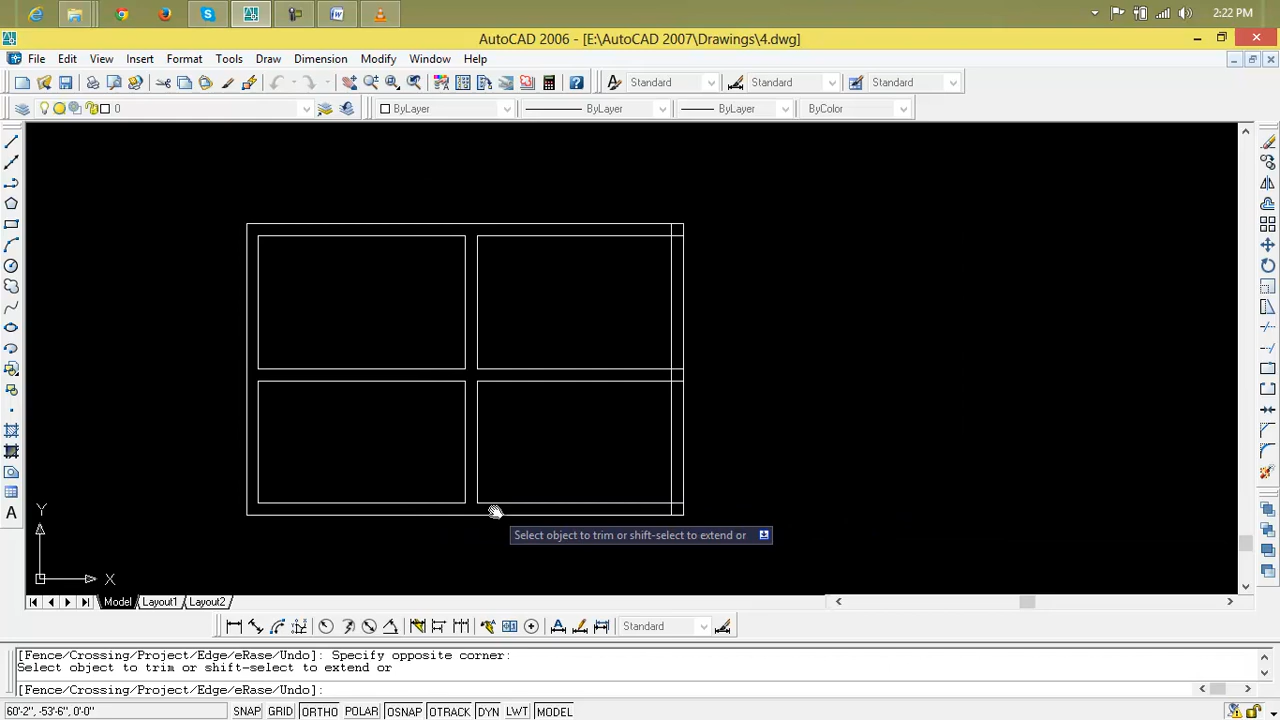 2:22 PM
AutoCAD 2006 - [E:\AutoCAD 2007\Drawings\4.dwg]
File Edit View Insert Format Tools Draw Dimension Modify Window Help
Standard Standard Standard
0 ByLayer ByLayer ByLayer ByColor
Select object to trim or shift-select to extend or
Y
X
A
Model Layout1 Layout2
Standard
[Fence/Crossing/Project/Edge/eRase/Undo]: Specify opposite corner:
Select object to trim or shift-select to extend or
[Fence/Crossing/Project/Edge/eRase/Undo]:
60'-2", -53'-6", 0'-0" SNAP GRID ORTHO POLAR OSNAP OTRACK DYN LWT MODEL